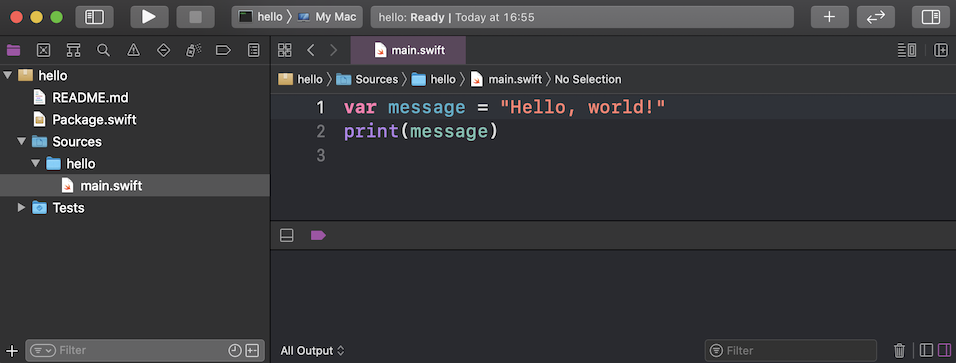 hello 〉 My Mac
hello: Ready | Today at 16:55
main.swift
hello
README.md
Package.swift
Sources
hello
main.swift
Tests
Filter
hello 〉 Sources 〉 hello 〉 main.swift 〉 No Selection
1 var message = "Hello, world!"
2 print(message)
3
All Output
Filter